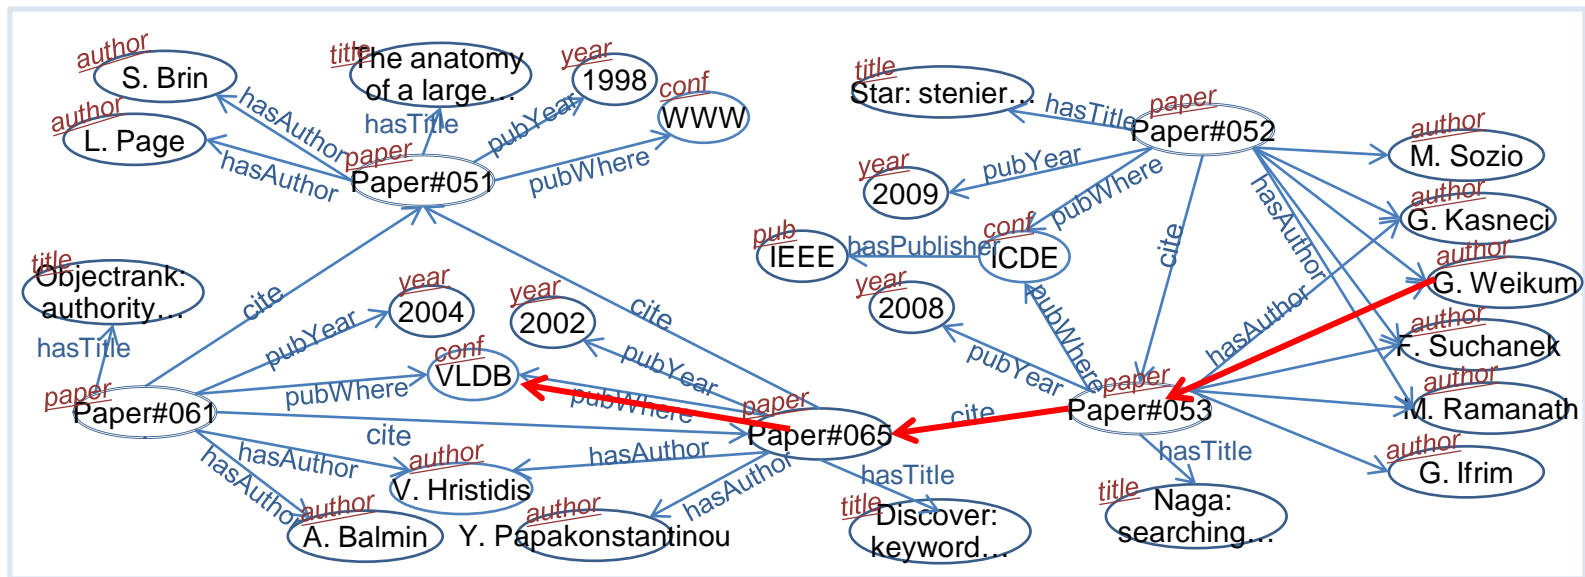 author
S. Brin
title
The anatomy
of a large…
year
1998
conf
WWW
author
L. Page
hasAuthor
hasAuthor
hasTitle
pubYear
pubWhere
paper
Paper#051
title
Star: stenier…
hasTitle
paper
Paper#052
author
M. Sozio
year
2009
pubYear
pubWhere
hasAuthor
author
G. Kasneci
pub
IEEE
hasPublisher
conf
ICDE
cite
author
G. Weikum
title
Objectrank:
authority…
hasTitle
cite
year
2004
year
2002
cite
year
2008
pubYear
pubWhere
hasAuthor
author
F. Suchanek
pubYear
conf
VLDB
pubYear
paper
Paper#061
pubWhere
pubWhere
paper
Paper#065
cite
paper
Paper#053
author
M. Ramanath
cite
hasAuthor
hasAuthor
author
V. Hristidis
hasAuthor
hasAuthor
hasTitle
hasTitle
author
G. Ifrim
author
A. Balmin
author
Y. Papakonstantinou
title
Discover:
keyword…
title
Naga:
searching…